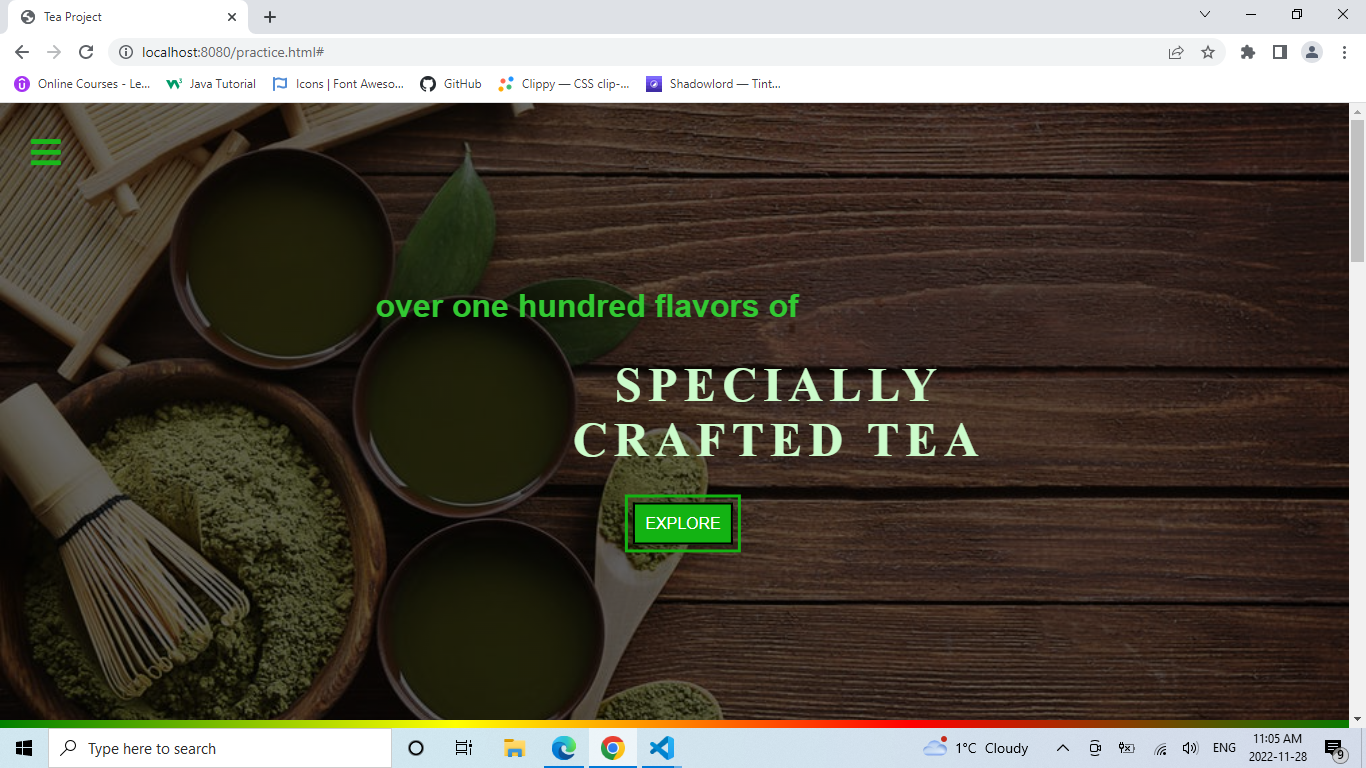 Tea Project
localhost:8080/practice.html#
Online Courses - Le... Java Tutorial Icons | Font Aweso... GitHub Clippy — CSS clip-... Shadowlord — Tint...
over one hundred flavors of
SPECIALLY
CRAFTED TEA
EXPLORE
Type here to search
1°C Cloudy
ENG
11:05 AM
2022-11-28
9